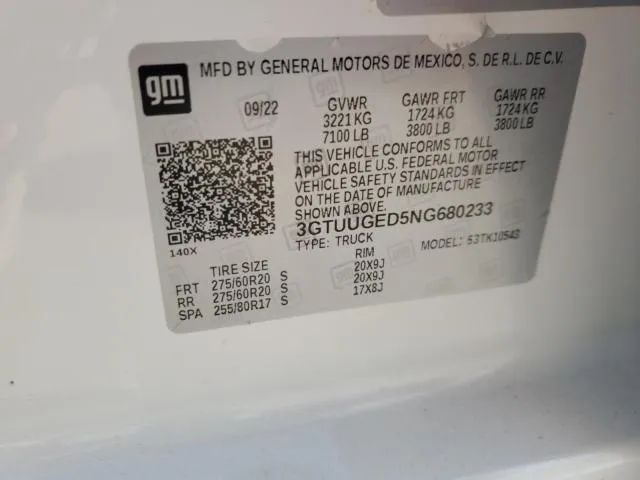 gm
MFD BY GENERAL MOTORS DE MEXICO, S. DE R.L. DE C.V.
09/22 GVWR GAWR FRT GAWR RR
3221 KG 1724 KG 1724 KG
7100 LB 3800 LB 3800 LB
THIS VEHICLE CONFORMS TO ALL
APPLICABLE U.S. FEDERAL MOTOR
VEHICLE SAFETY STANDARDS IN EFFECT
ON THE DATE OF MANUFACTURE
SHOWN ABOVE.
3GTUUGED5NG680233
140X TYPE: TRUCK MODEL: 53TK10543
TIRE SIZE RIM
FRT 275/60R20 S 20X9J
RR 275/60R20 S 20X9J
SPA 255/80R17 S 17X8J